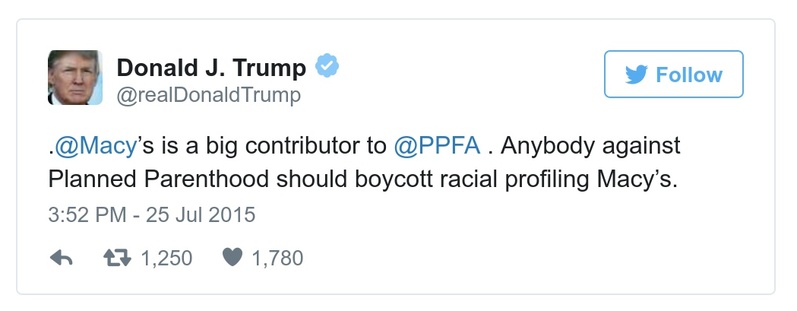 Donald J. Trump
@realDonaldTrump
Follow
.@Macy’s is a big contributor to @PPFA . Anybody against
Planned Parenthood should boycott racial profiling Macy’s.
3:52 PM - 25 Jul 2015
1,250 1,780